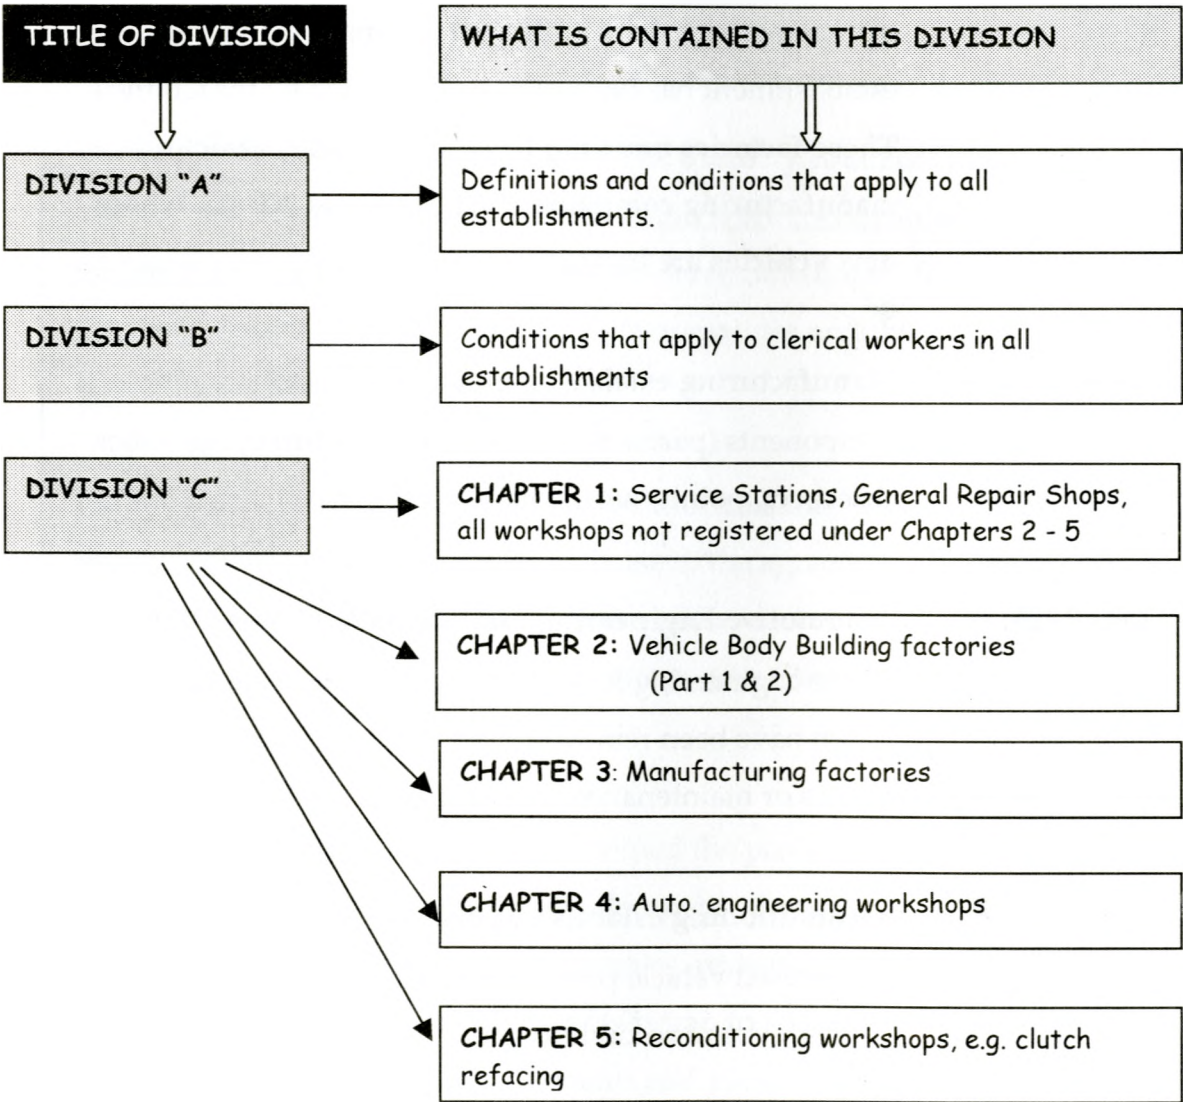 TITLE OF DIVISION
WHAT IS CONTAINED IN THIS DIVISION
DIVISION "A"
Definitions and conditions that apply to all
establishments.
DIVISION "B"
Conditions that apply to clerical workers in all
establishments
DIVISION "C"
CHAPTER 1: Service Stations, General Repair Shops,
all workshops not registered under Chapters 2 - 5
CHAPTER 2: Vehicle Body Building factories
(Part 1 & 2)
CHAPTER 3: Manufacturing factories
CHAPTER 4: Auto. engineering workshops
CHAPTER 5: Reconditioning workshops, e.g. clutch
refacing